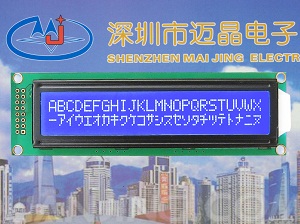 MJ
深圳市迈晶电子
SHENZHEN MAI JING ELECTR
ABCDEFGHIJKLMNOPQRSTUVWX
ーアイウエオカキクケコサシスセソタチツテトナニヌ